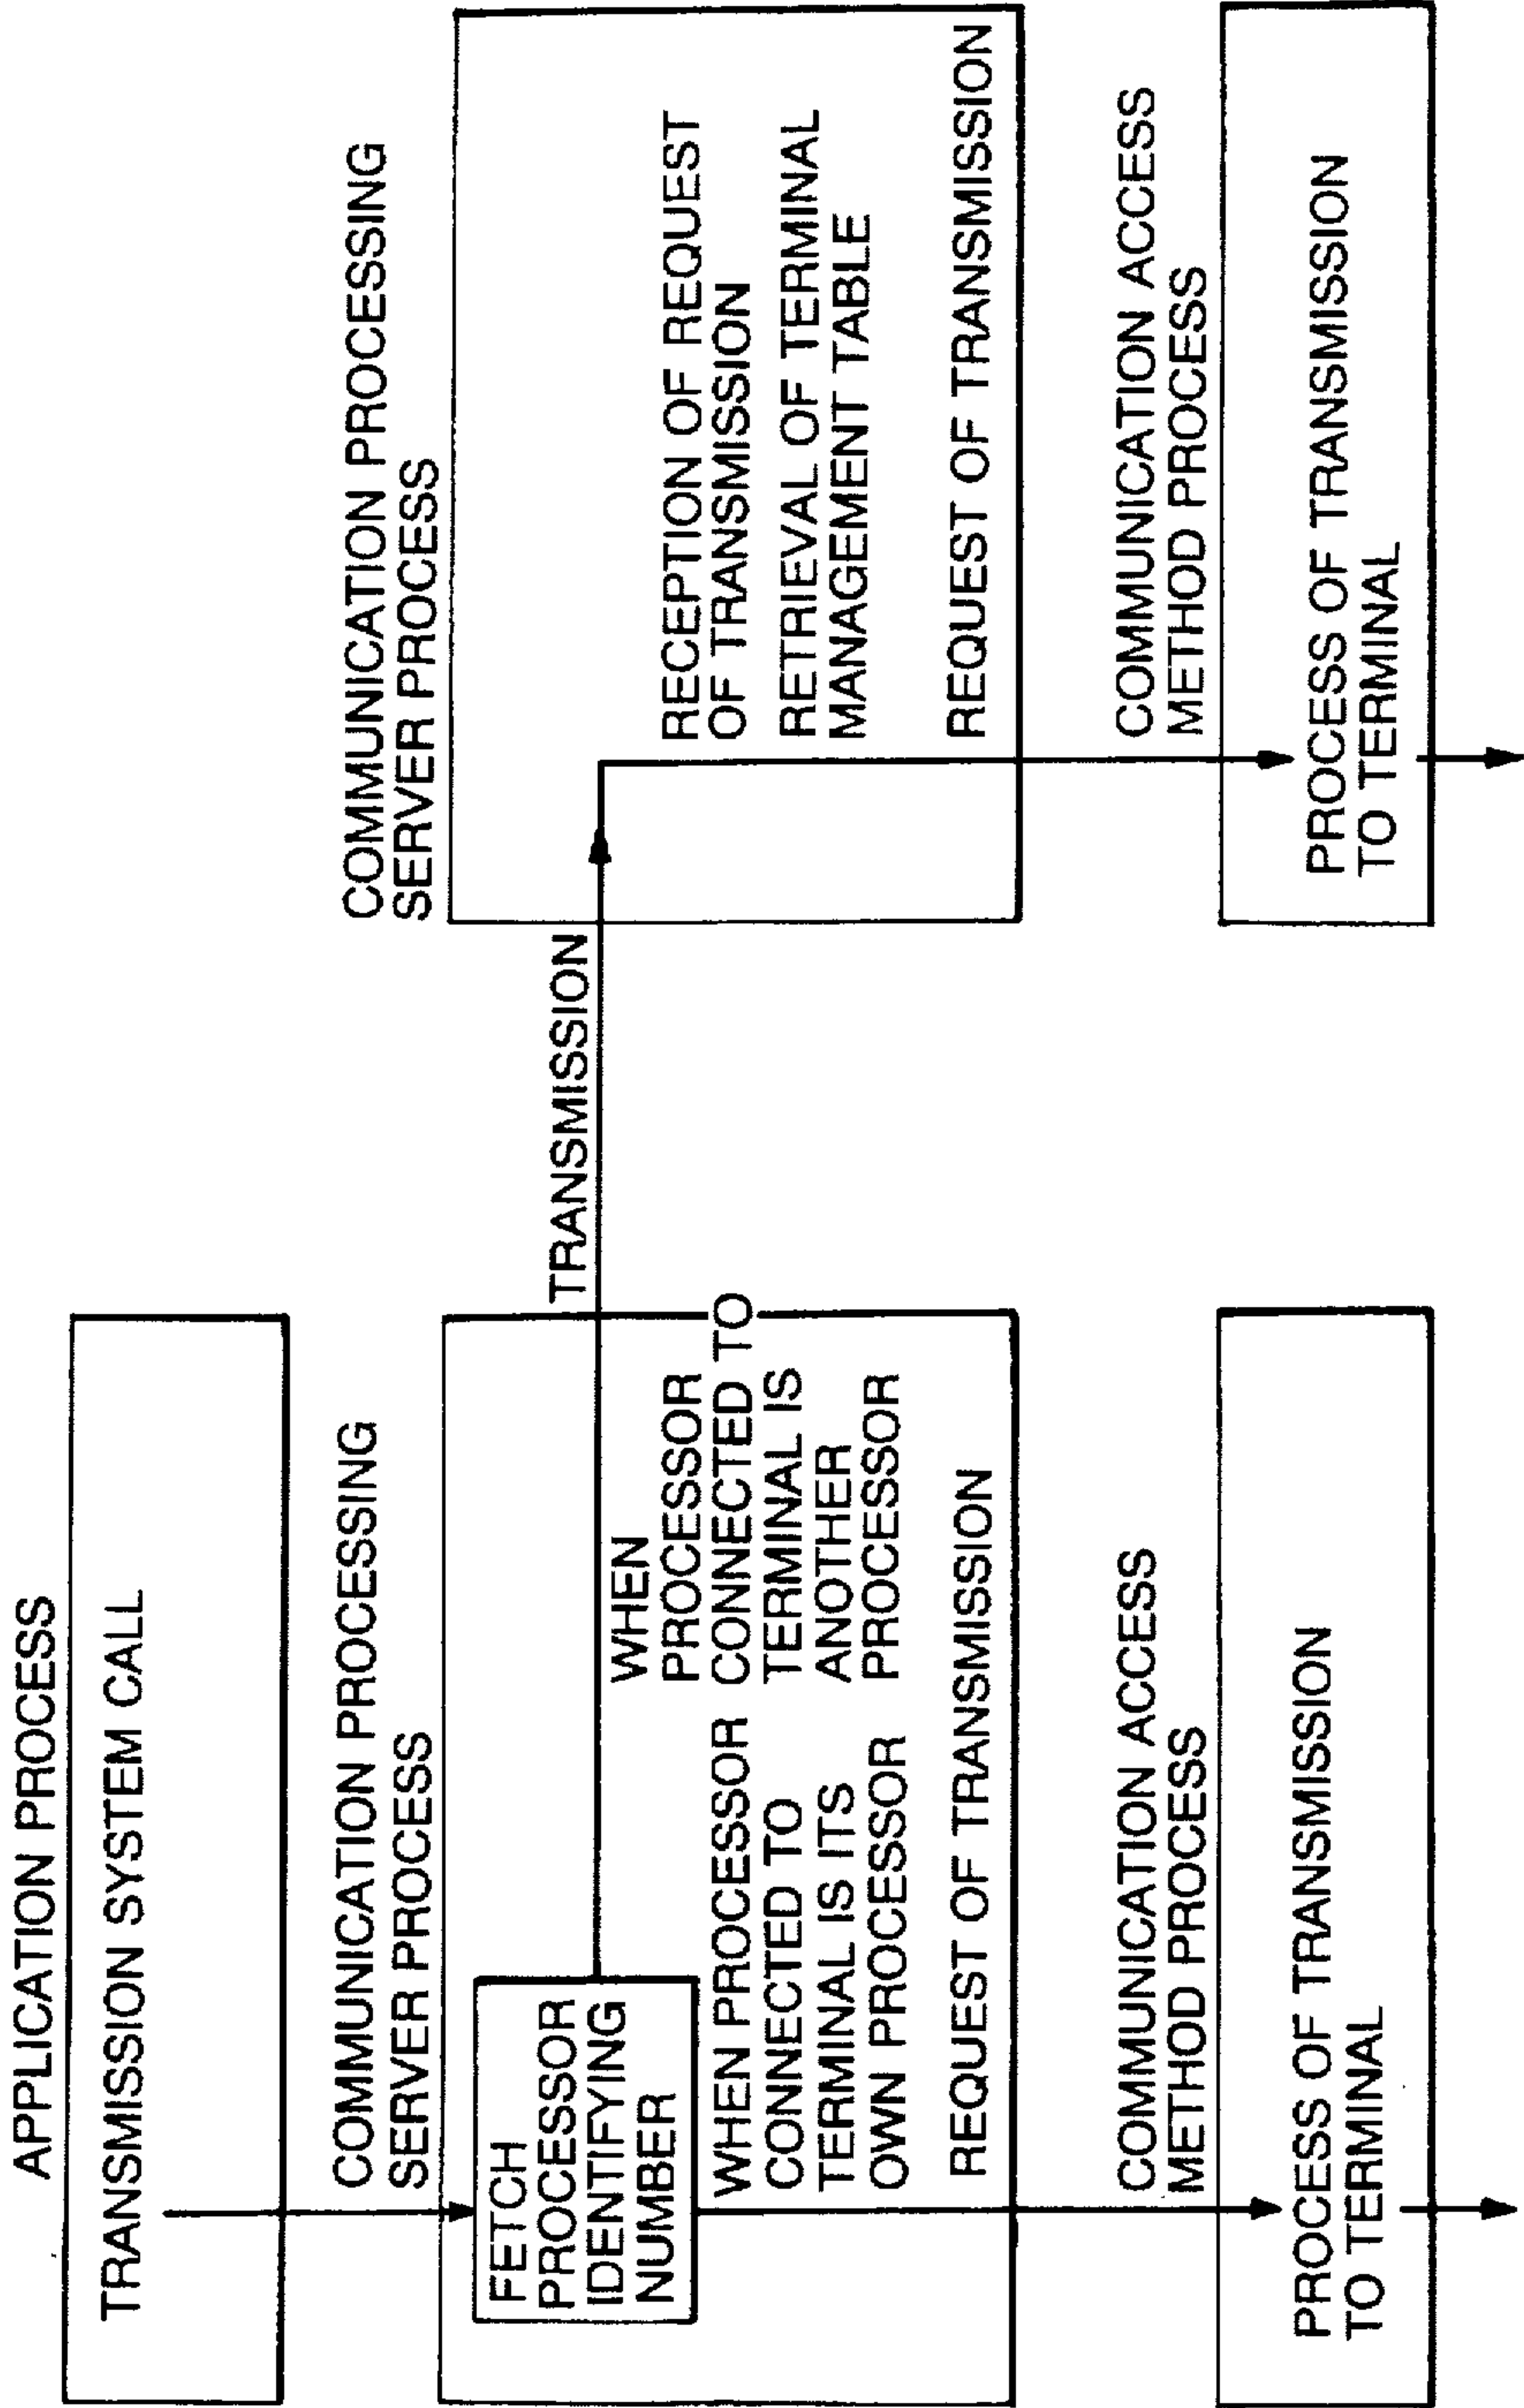 APPLICATION PROCESS
TRANSMISSION SYSTEM CALL
COMMUNICATION PROCESSING
SERVER PROCESS
FETCH
PROCESSOR
IDENTIFYING
NUMBER
WHEN PROCESSOR
CONNECTED TO
TERMINAL IS ITS
OWN PROCESSOR
WHEN
PROCESSOR
CONNECTED TO
TERMINAL IS
ANOTHER
PROCESSOR
REQUEST OF TRANSMISSION
COMMUNICATION ACCESS
METHOD PROCESS
PROCESS OF TRANSMISSION
TO TERMINAL
TRANSMISSION
COMMUNICATION PROCESSING
SERVER PROCESS
RECEPTION OF REQUEST
OF TRANSMISSION
RETRIEVAL OF TERMINAL
MANAGEMENT TABLE
REQUEST OF TRANSMISSION
COMMUNICATION ACCESS
METHOD PROCESS
PROCESS OF TRANSMISSION
TO TERMINAL